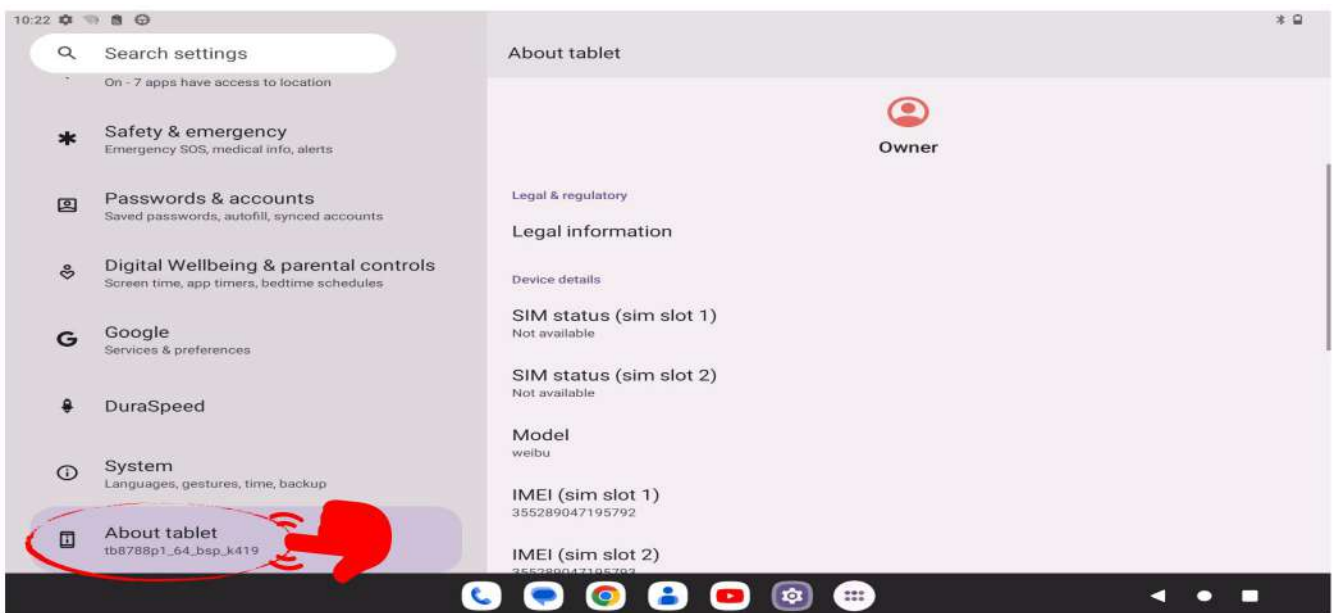 10:22
Search settings
On - 7 apps have access to location
Safety & emergency
Emergency SOS, medical info, alerts
Passwords & accounts
Saved passwords, autofill, synced accounts
Digital Wellbeing & parental controls
Screen time, app timers, bedtime schedules
Google
Services & preferences
DuraSpeed
System
Languages, gestures, time, backup
About tablet
tb8788p1_64_bsp_k419
About tablet
Owner
Legal & regulatory
Legal information
Device details
SIM status (sim slot 1)
Not available
SIM status (sim slot 2)
Not available
Model
weibu
IMEI (sim slot 1)
355289047195792
IMEI (sim slot 2)